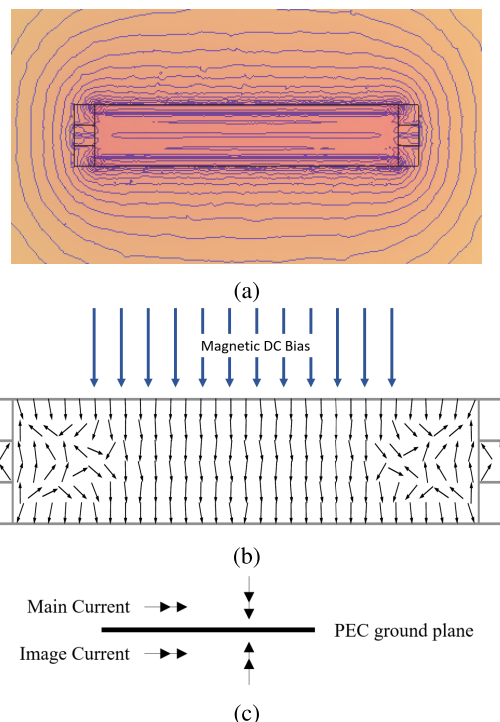 (a)
Magnetic DC Bias
(b)
Main Current
PEC ground plane
Image Current
(c)